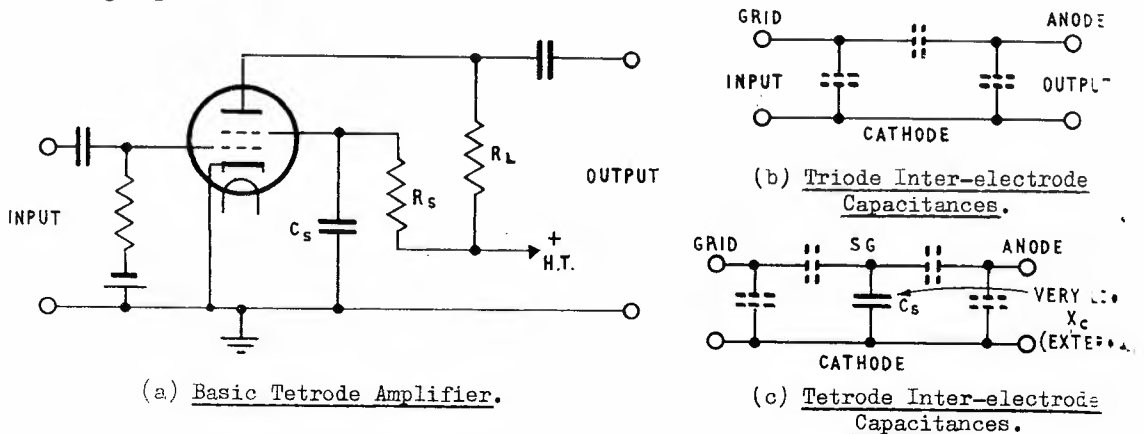 INPUT
C_S
R_S
R_L
OUTPUT
+
H.T.
(a) Basic Tetrode Amplifier.
GRID
ANODE
INPUT
CATHODE
(b) Triode Inter-electrode
Capacitances.
GRID
SG
ANODE
C_S
VERY
X_C
CATHODE
(c) Tetrode Inter-electrode
Capacitances.